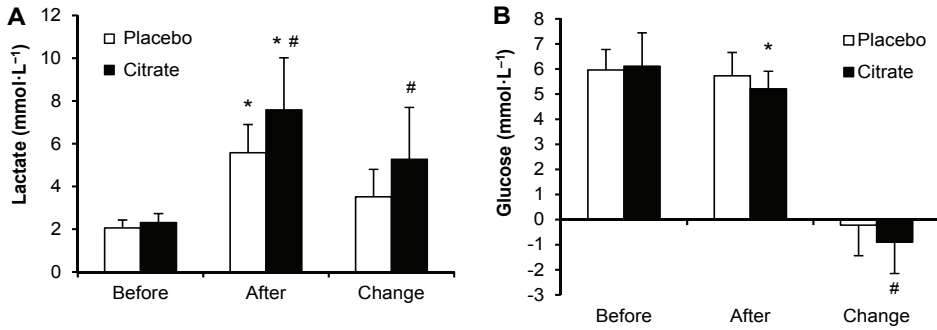 A
Lactate (mmol·L⁻¹)
12
10
8
6
4
2
0
Placebo
Citrate
*
* #
#
Before After Change
B
Glucose (mmol·L⁻¹)
8
7
6
5
4
3
2
1
0
-1
-2
-3
Placebo
Citrate
*
#
Before After Change